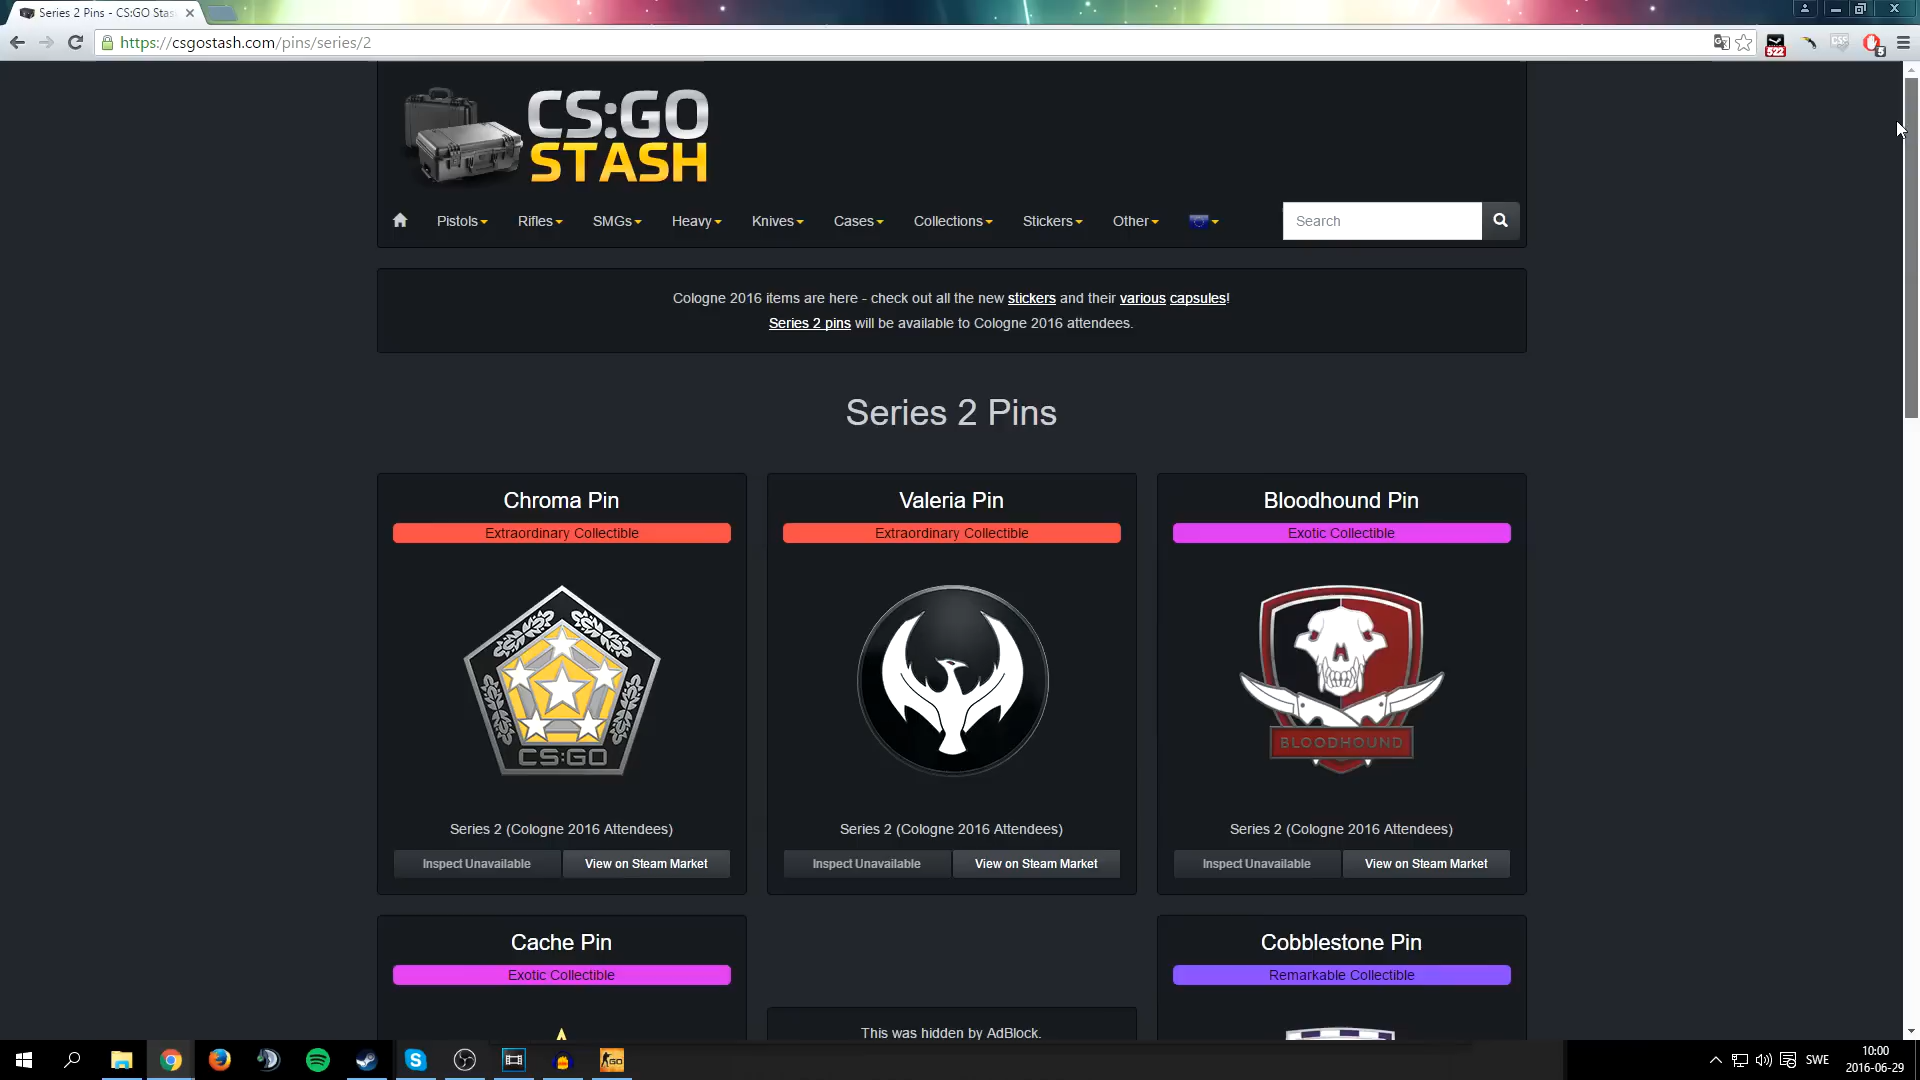 Series 2 Pins - CS:GO Stas
https://csgostash.com/pins/series/2
522
CSS
5
CS:GO
STASH
Pistols
Rifles
SMGs
Heavy
Knives
Cases
Collections
Stickers
Other
Search
Cologne 2016 items are here - check out all the new stickers and their various capsules!
Series 2 pins will be available to Cologne 2016 attendees.
Series 2 Pins
Chroma Pin
Extraordinary Collectible
CS:GO
Series 2 (Cologne 2016 Attendees)
Inspect Unavailable
View on Steam Market
Valeria Pin
Extraordinary Collectible
Series 2 (Cologne 2016 Attendees)
Inspect Unavailable
View on Steam Market
Bloodhound Pin
Exotic Collectible
BLOODHOUND
Series 2 (Cologne 2016 Attendees)
Inspect Unavailable
View on Steam Market
Cache Pin
Exotic Collectible
This was hidden by AdBlock.
Cobblestone Pin
Remarkable Collectible
GO
SWE
10:00
2016-06-29